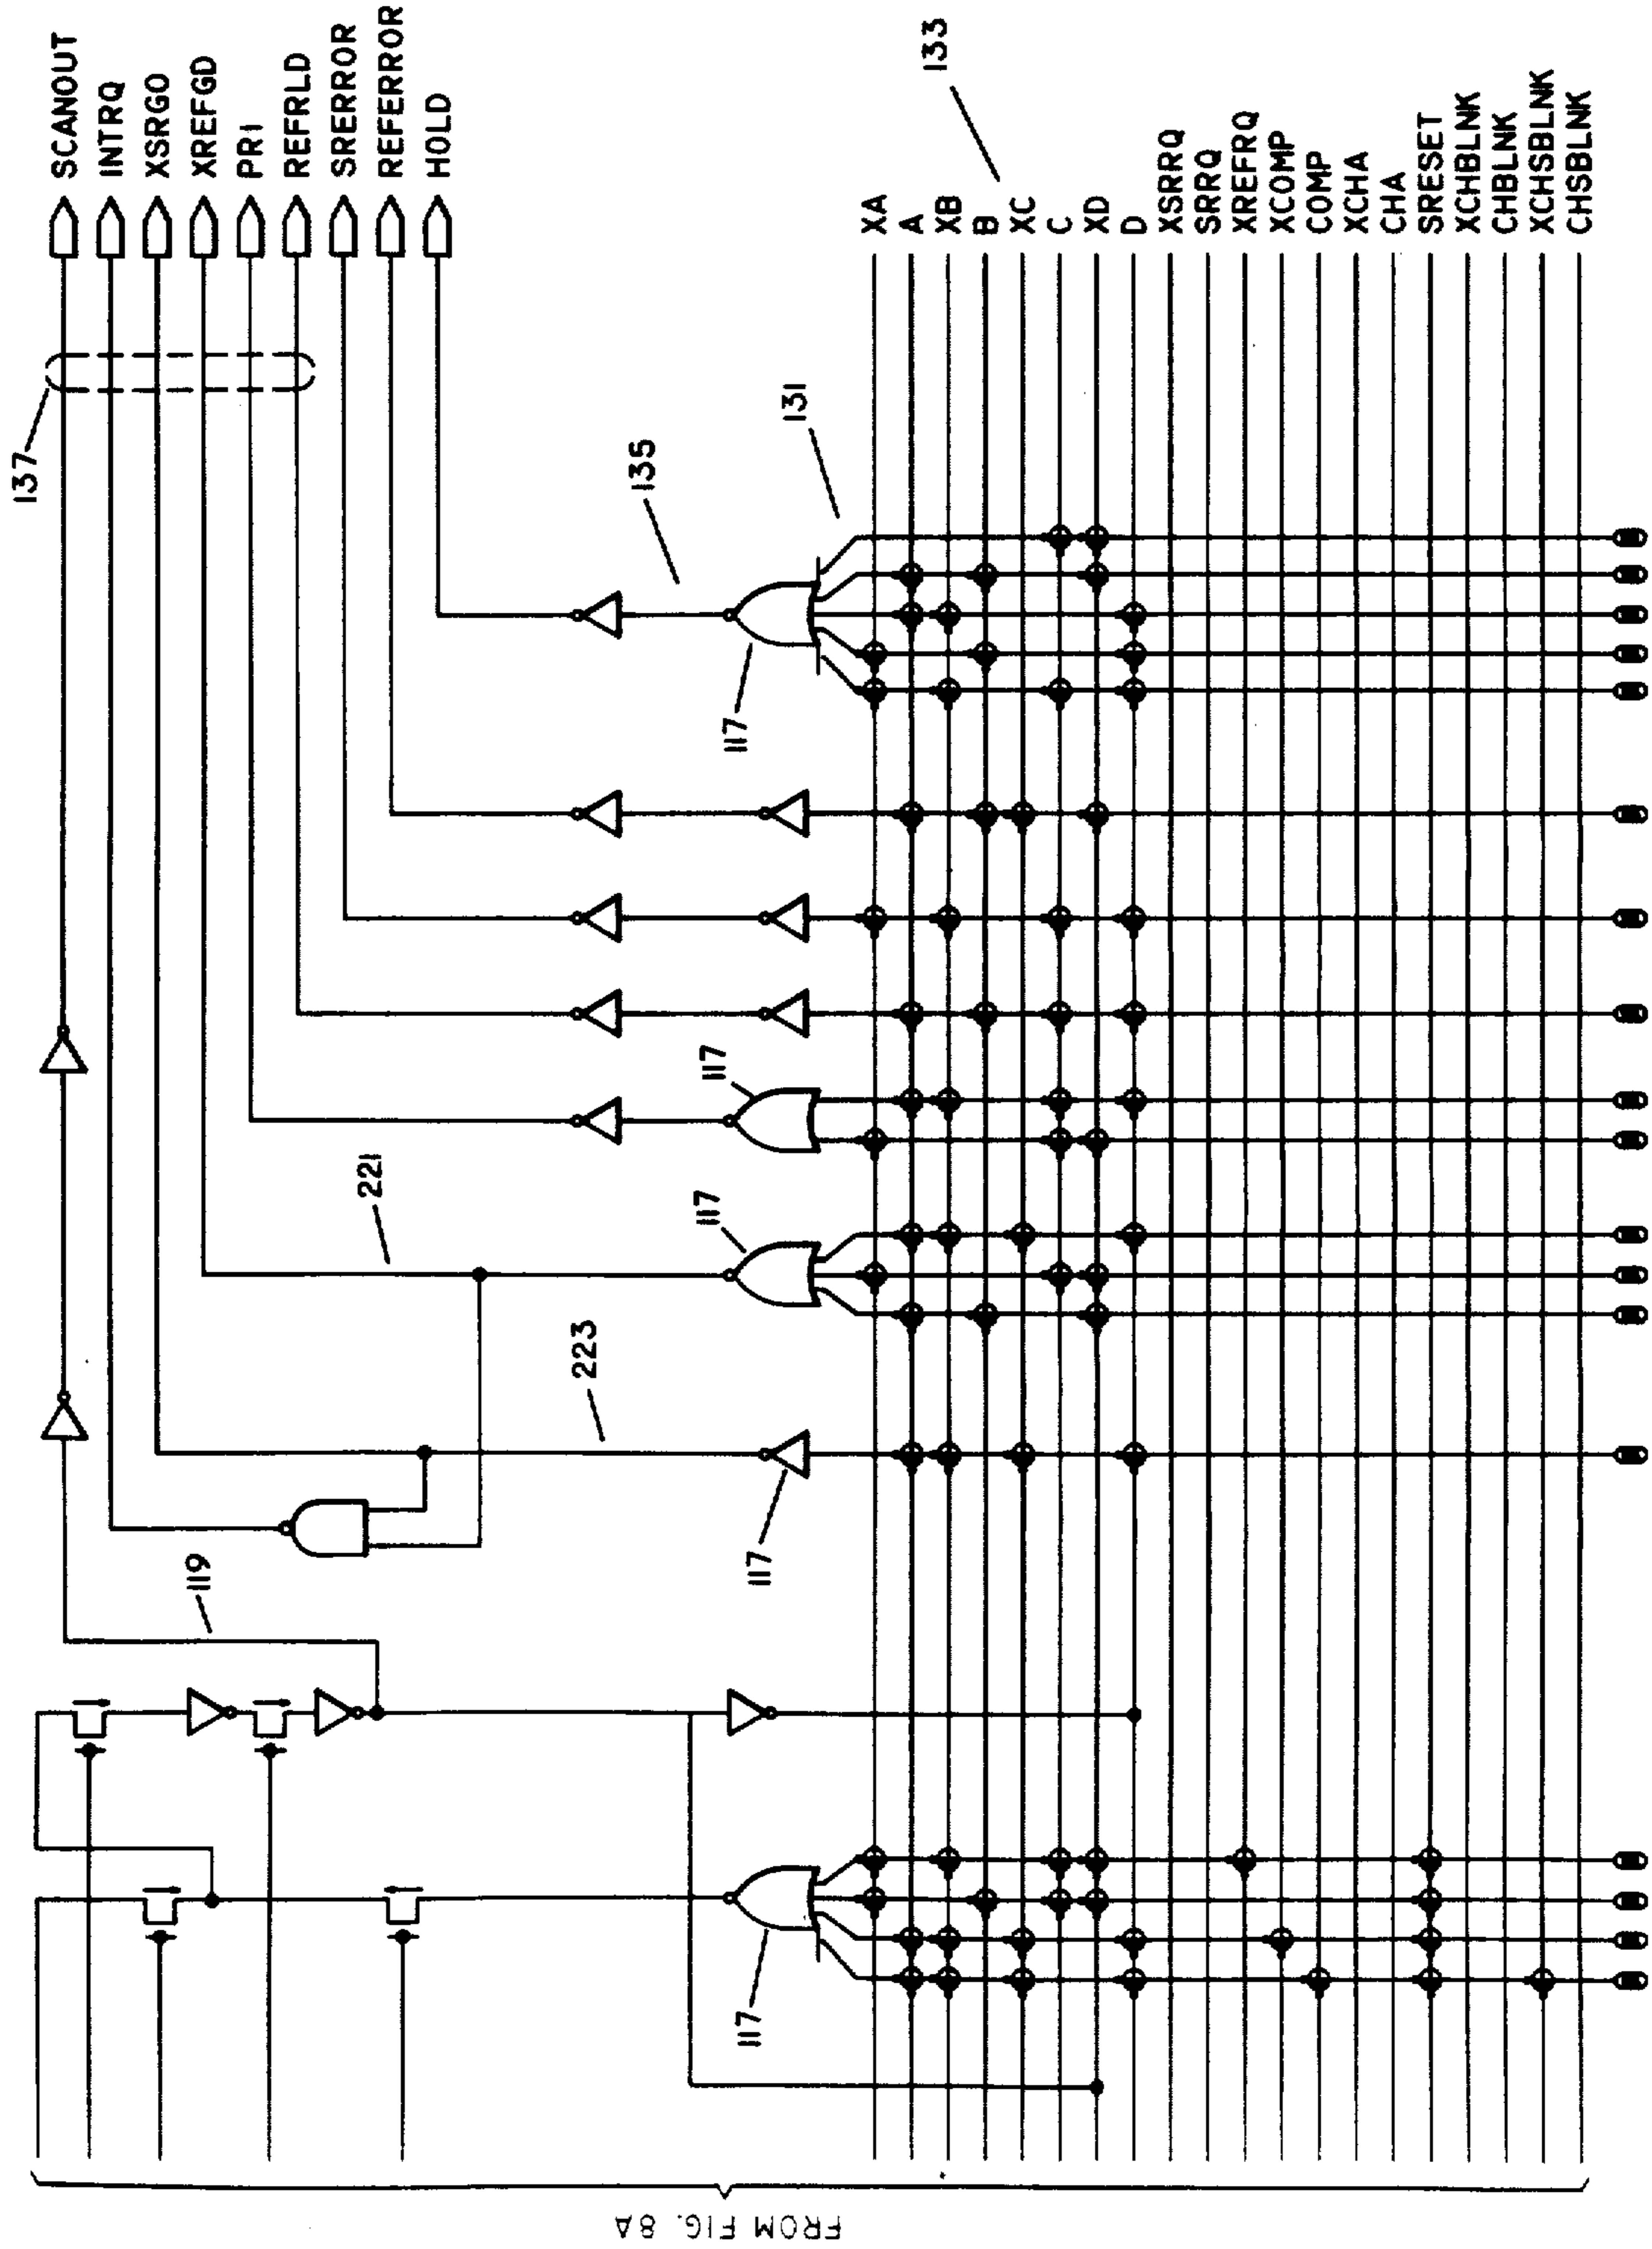 137
SCANOUT
INTRQ
XSRGO
XREFGD
PRI
REFRLD
SRERROR
REFERROR
HOLD
133
135
131
117
117
221
117
223
117
119
117
XA
A
XB
B
XC
C
XD
D
XSRRQ
SRRQ
XREFRQ
XCOMP
COMP
XCHA
CHA
SRESET
XCHBLNK
CHBLNK
XCHSBLNK
CHSBLNK
FROM FIG. 8A